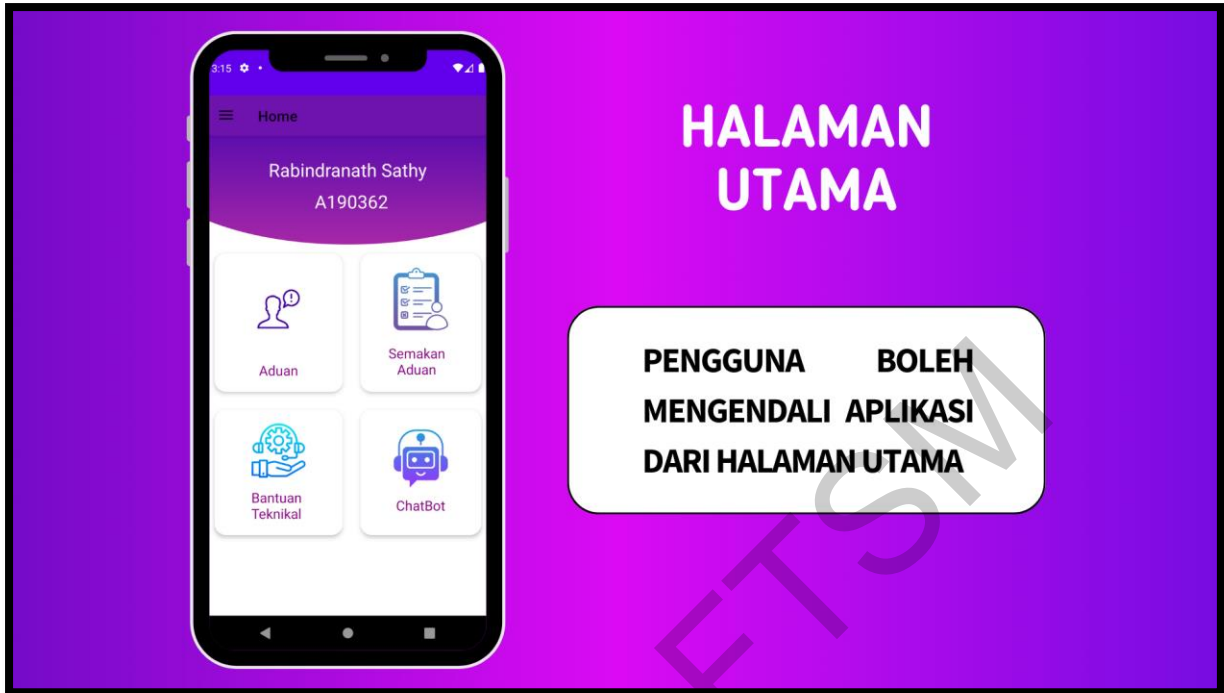 3:15
Home
Rabindranath Sathy
A190362
Aduan
Semakan
Aduan
Bantuan
Teknikal
ChatBot
HALAMAN
UTAMA
PENGGUNA BOLEH
MENGENDALI APLIKASI
DARI HALAMAN UTAMA
FTSM